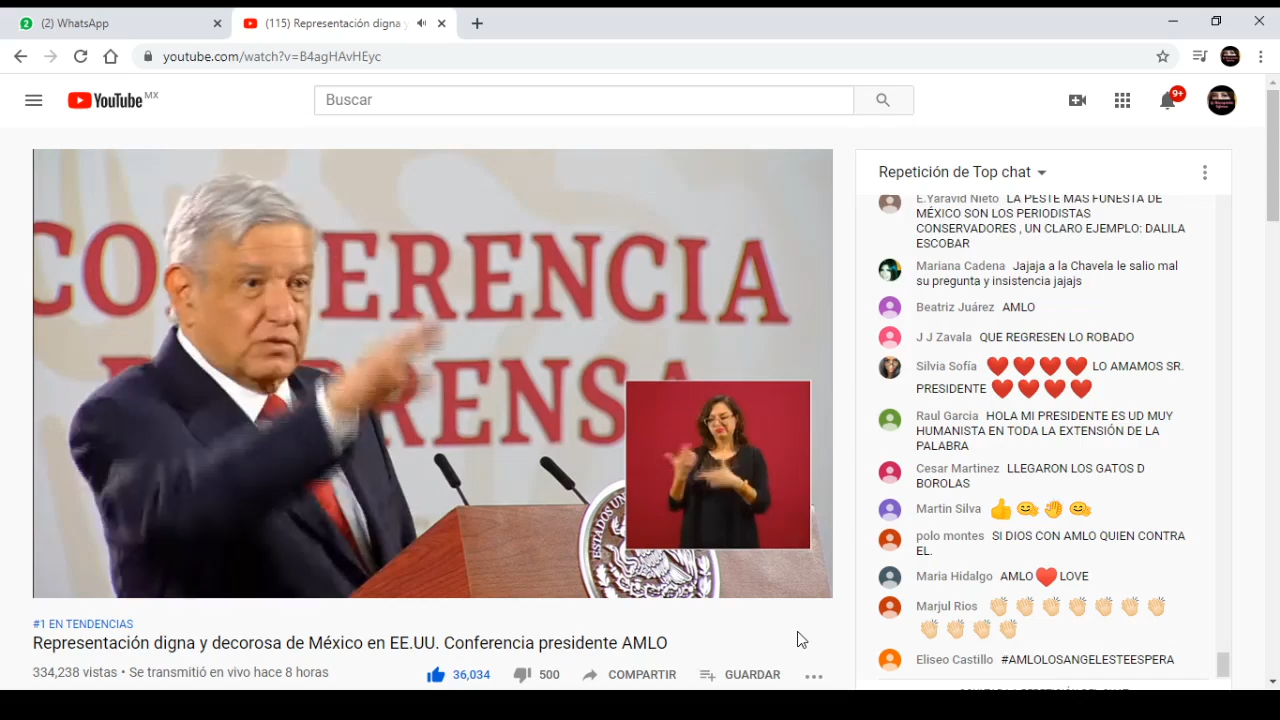 (2) WhatsApp
(115) Representación digna y
youtube.com/watch?v=B4agHAvHEyc
YouTube MX
Buscar
9+
CONFERENCIA
PRENSA
ESTADOS UN
#1 EN TENDENCIAS
Representación digna y decorosa de México en EE.UU. Conferencia presidente AMLO
334,238 vistas • Se transmitió en vivo hace 8 horas
36,034
500
COMPARTIR
GUARDAR
Repetición de Top chat
E.Yaravid Nieto LA PESTE MAS FUNESTA DE
MÉXICO SON LOS PERIODISTAS
CONSERVADORES , UN CLARO EJEMPLO: DALILA
ESCOBAR
Mariana Cadena Jajaja a la Chavela le salio mal
su pregunta y insistencia jajajs
Beatriz Juárez AMLO
J J Zavala QUE REGRESEN LO ROBADO
Silvia Sofía ❤️❤️❤️❤️ LO AMAMOS SR.
PRESIDENTE ❤️❤️❤️❤️
Raul Garcia HOLA MI PRESIDENTE ES UD MUY
HUMANISTA EN TODA LA EXTENSIÓN DE LA
PALABRA
Cesar Martinez LLEGARON LOS GATOS D
BOROLAS
Martin Silva 👍😊👏😊
polo montes SI DIOS CON AMLO QUIEN CONTRA
EL.
Maria Hidalgo AMLO❤️LOVE
Marjul Rios 👏🏻👏🏻👏🏻👏🏻👏🏻👏🏻👏🏻
👏🏻👏🏻👏🏻👏🏻
Eliseo Castillo #AMLOLOSANGELESTEESPERA